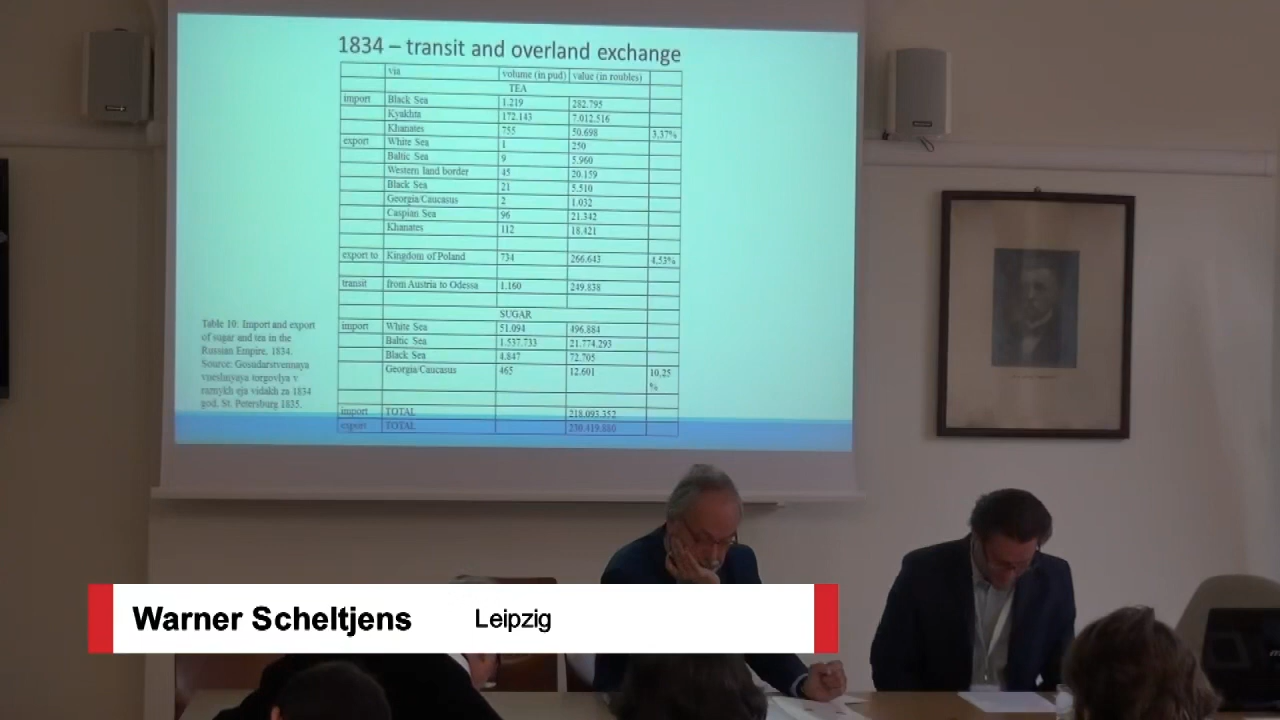 1834 – transit and overland exchange
via volume (in pud) value (in roubles)
TEA
import Black Sea 1.219 282.795
Kyakhta 172.143 7.012.516
Khanates 755 50.698 3,37%
export White Sea 1 250
Baltic Sea 9 5.960
Western land border 45 20.159
Black Sea 21 5.510
Georgia/Caucasus 2 1.032
Caspian Sea 96 21.342
Khanates 112 18.421
export to Kingdom of Poland 734 266.643 4,53%
transit from Austria to Odessa 1.160 249.838
SUGAR
import White Sea 51.094 496.884
Baltic Sea 1.537.733 21.774.293
Black Sea 4.847 72.705
Georgia/Caucasus 465 12.601 10,25
%
import TOTAL 218.093.352
export TOTAL 230.419.880
Table 10: Import and export
of sugar and tea in the
Russian Empire, 1834.
Source: Gosudarstvennaya
vneshnyaya torgovlya v
raznykh eja vidakh za 1834
god. St. Petersburg 1835.
Warner Scheltjens Leipzig